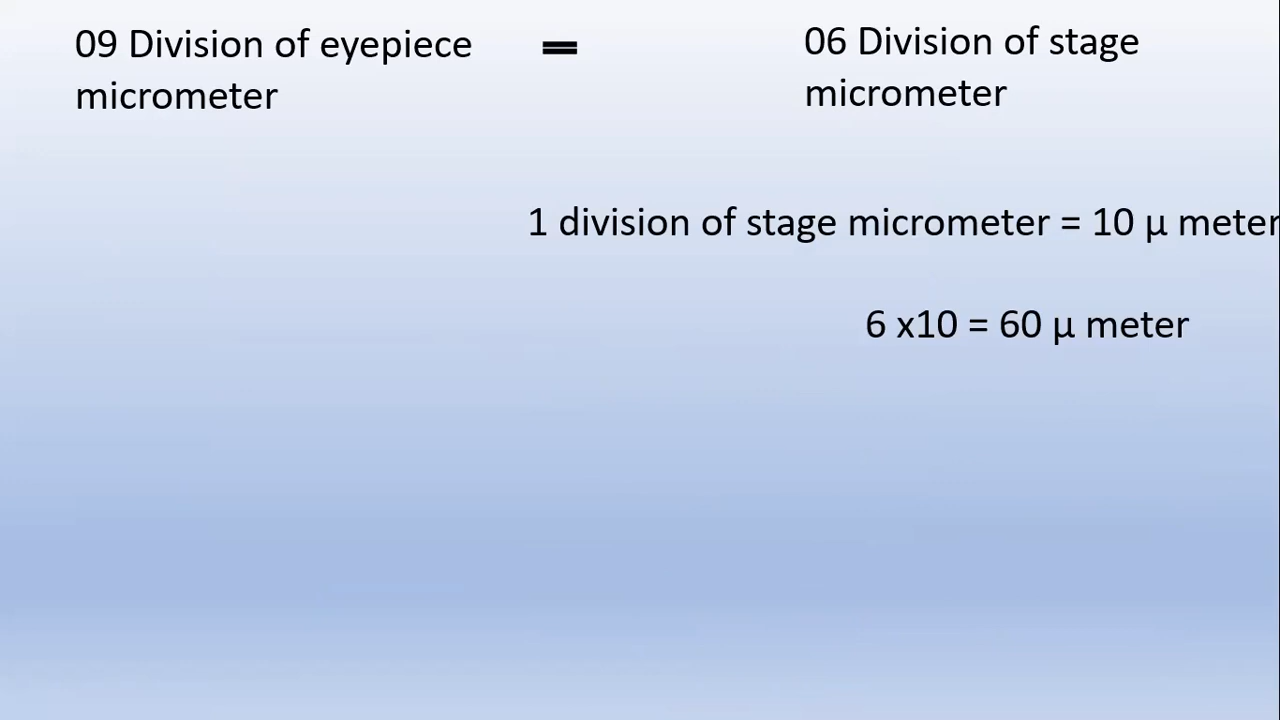 09 Division of eyepiece = 06 Division of stage
micrometer micrometer
1 division of stage micrometer = 10 µ meter
6 x10 = 60 µ meter